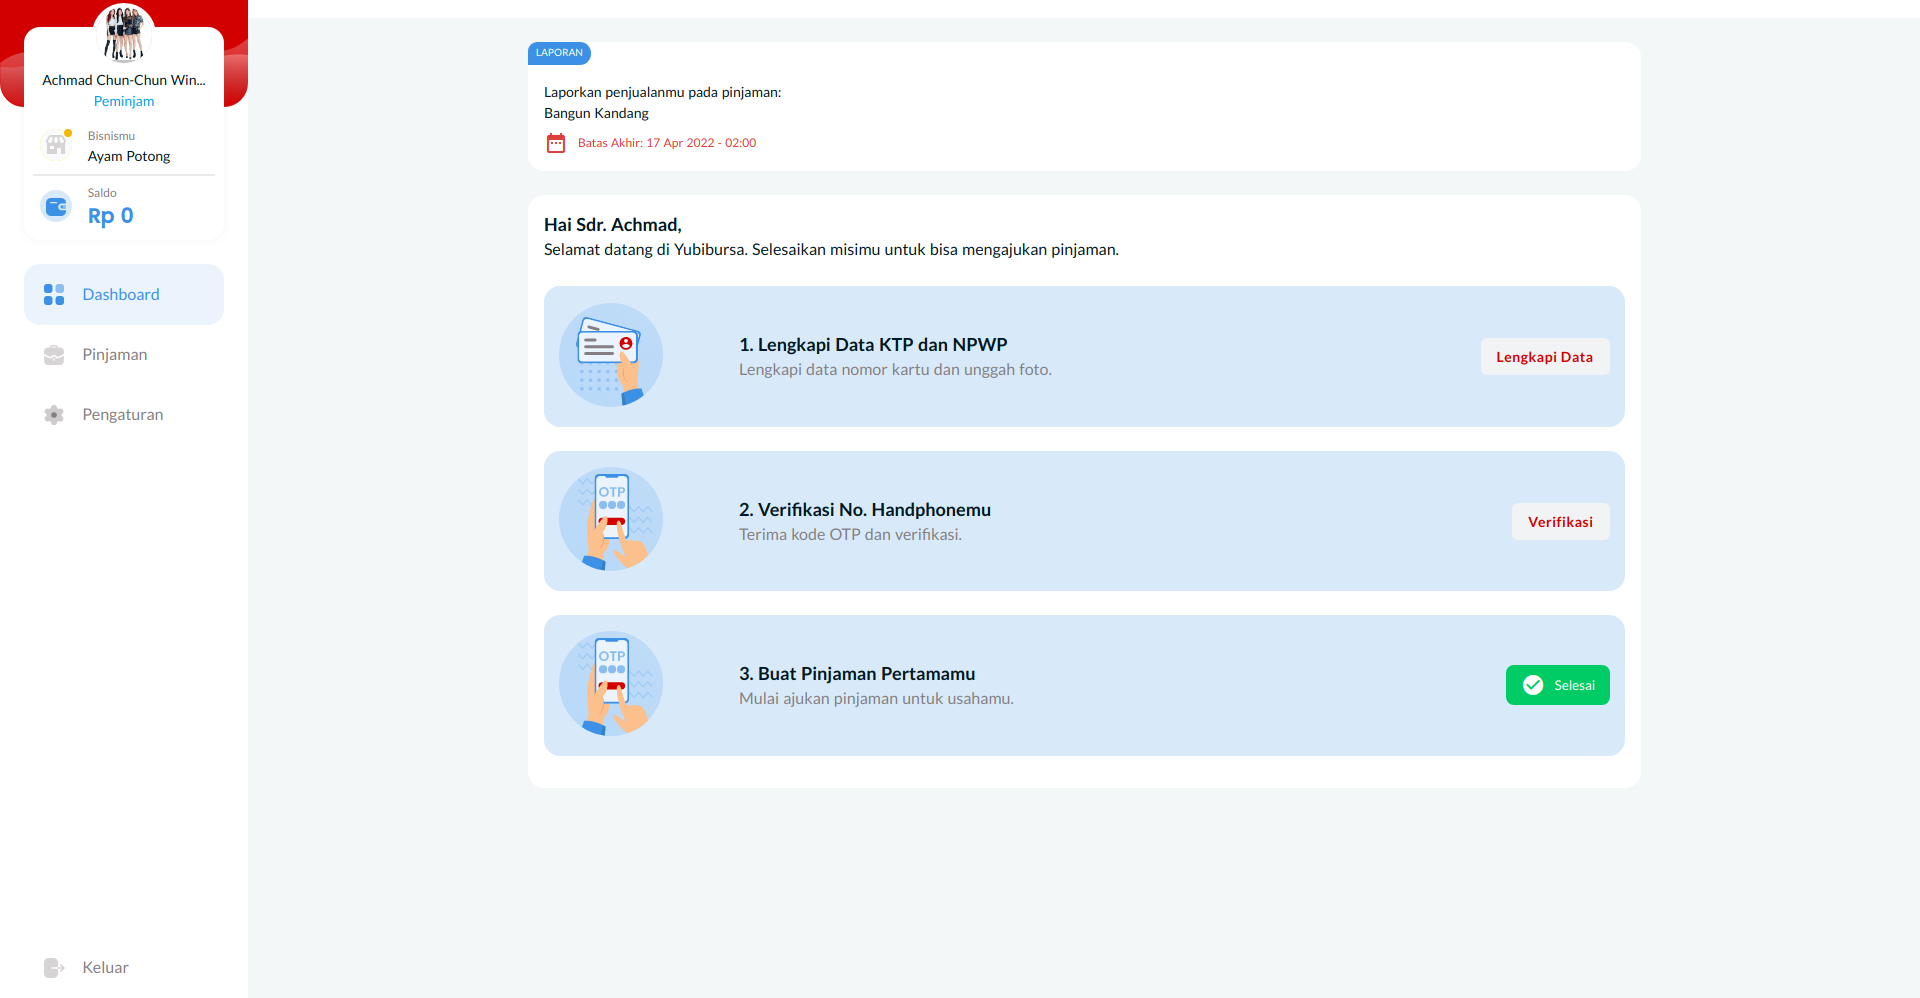 Achmad Chun-Chun Win...
Peminjam
Bisnismu
Ayam Potong
Saldo
Rp 0
Dashboard
Pinjaman
Pengaturan
Keluar
LAPORAN
Laporkan penjualanmu pada pinjaman:
Bangun Kandang
Batas Akhir: 17 Apr 2022 - 02:00
Hai Sdr. Achmad,
Selamat datang di Yubibursa. Selesaikan misimu untuk bisa mengajukan pinjaman.
1. Lengkapi Data KTP dan NPWP
Lengkapi data nomor kartu dan unggah foto.
Lengkapi Data
OTP
2. Verifikasi No. Handphonemu
Terima kode OTP dan verifikasi.
Verifikasi
OTP
3. Buat Pinjaman Pertamamu
Mulai ajukan pinjaman untuk usahamu.
Selesai